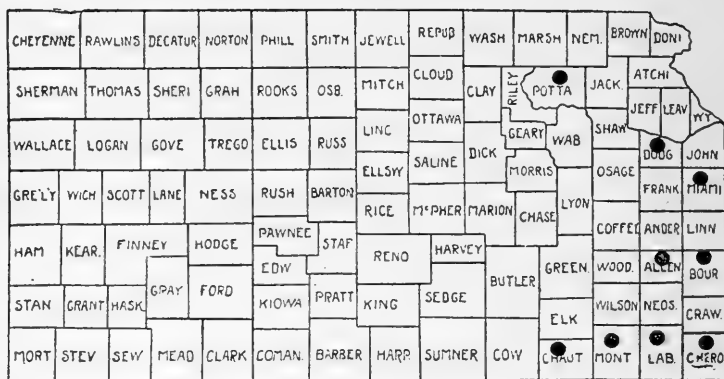 CHEYENNE RAWLINS DECATUR NORTON PHILL SMITH JEWELL REPUB WASH MARSH NEM. BROWN DONI
SHERMAN THOMAS SHERI GRAH ROOKS OSB. MITCH CLOUD CLAY RILEY POTTA JACK. ATCHI
JEFF LEAV WY
OTTAWA
WALLACE LOGAN GOVE TREGO ELLIS RUSS LINC SALINE DICK GEARY WAB SHAW DOUG JOHN
GRE'LY WICH SCOTT LANE NESS RUSH BARTON ELLSW MORRIS OSAGE FRANK. MIAMI
RICE McPHER MARION CHASE LYON
HAM KEAR. FINNEY HODGE PAWNEE STAF RENO HARVEY COFFEE ANDER LINN
EDW
GRAY FORD BUTLER GREEN. WOOD. ALLEN BOUR
STAN GRANT HASK. KIOWA PRATT KING SEDGE ELK WILSON NEOS. CRAW.
MORT STEV SEW MEAD CLARK COMAN. BARBER HARP. SUMNER COW CHAUT MONT LAB. CHERO